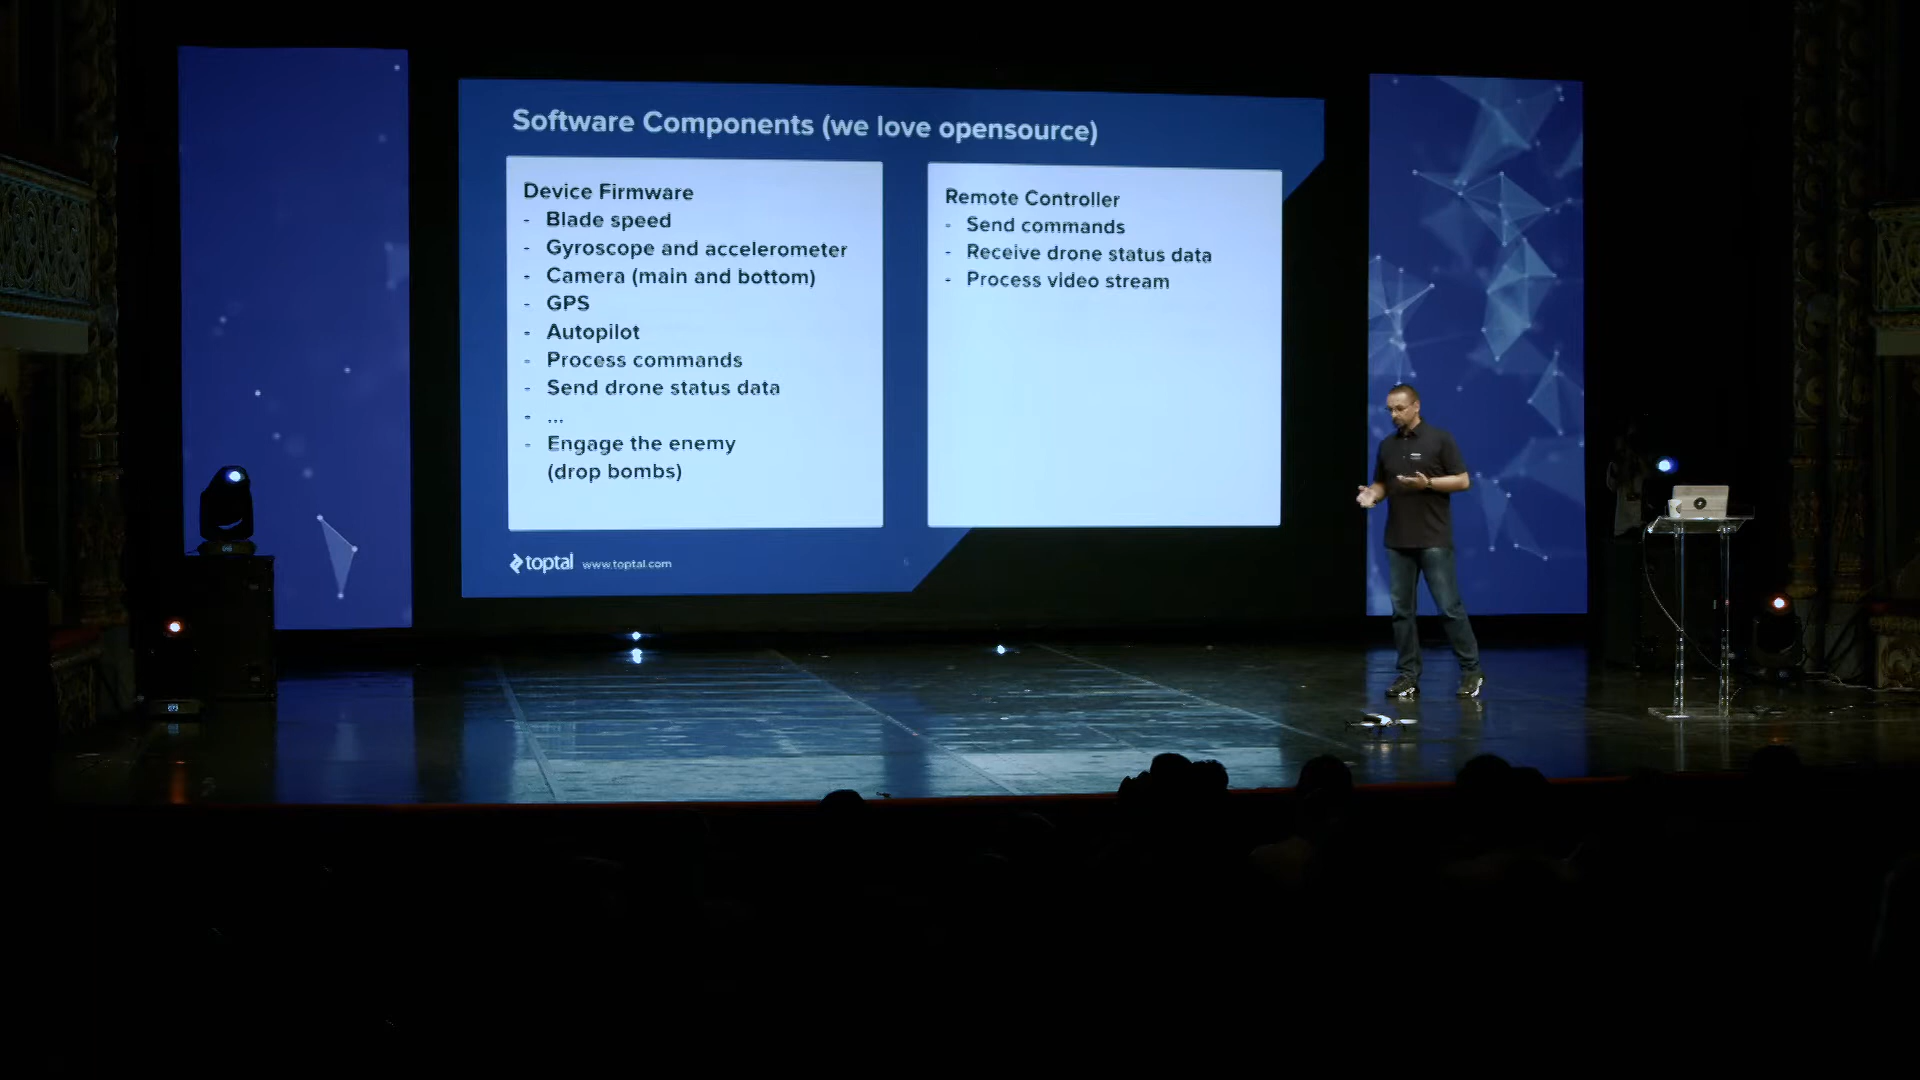 Software Components (we love opensource)
Device Firmware
- Blade speed
- Gyroscope and accelerometer
- Camera (main and bottom)
- GPS
- Autopilot
- Process commands
- Send drone status data
- ...
- Engage the enemy
(drop bombs)
Remote Controller
- Send commands
- Receive drone status data
- Process video stream
toptal www.toptal.com